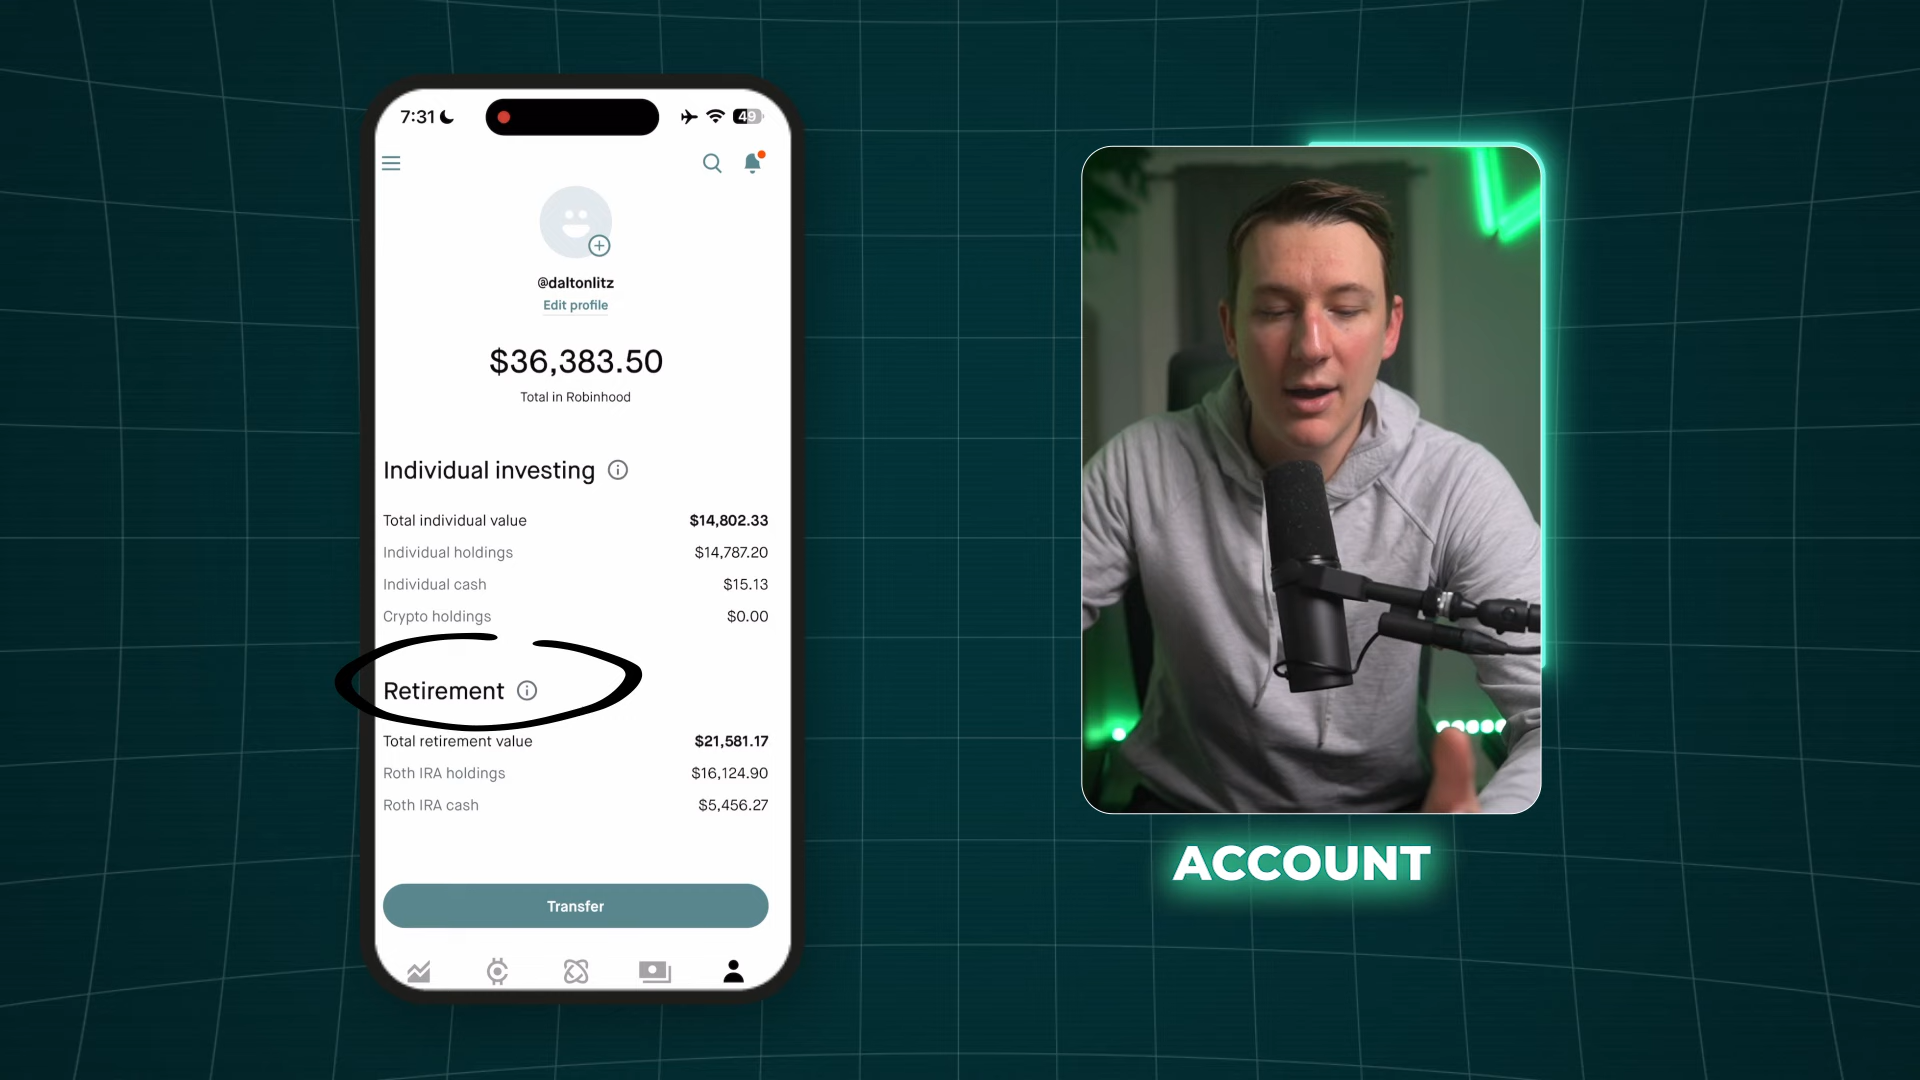 7:31
49
@daltonlitz
Edit profile
$36,383.50
Total in Robinhood
Individual investing
Total individual value $14,802.33
Individual holdings $14,787.20
Individual cash $15.13
Crypto holdings $0.00
Retirement
Total retirement value $21,581.17
Roth IRA holdings $16,124.90
Roth IRA cash $5,456.27
Transfer
ACCOUNT